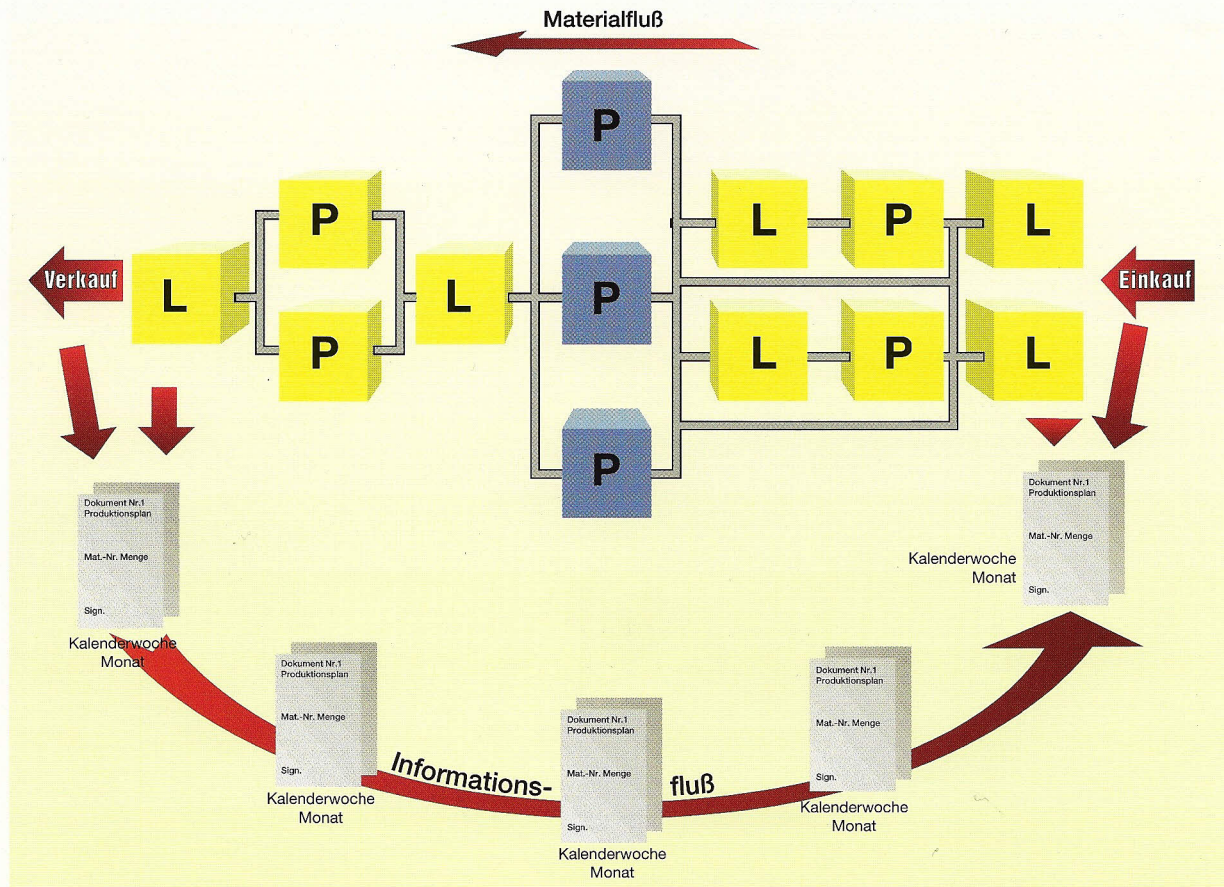 Materialfluß
P
P
L
P
L
Verkauf
L
L
P
Einkauf
P
L
P
L
P
P
Dokument Nr.1
Produktionsplan
Mat.-Nr. Menge
Sign.
Kalenderwoche
Monat
Dokument Nr.1
Produktionsplan
Mat.-Nr. Menge
Sign.
Kalenderwoche
Monat
Dokument Nr.1
Produktionsplan
Mat.-Nr. Menge
Sign.
Kalenderwoche
Monat
Dokument Nr.1
Produktionsplan
Mat.-Nr. Menge
Sign.
Kalenderwoche
Monat
Dokument Nr.1
Produktionsplan
Mat.-Nr. Menge
Sign.
Kalenderwoche
Monat
Informations-
fluß